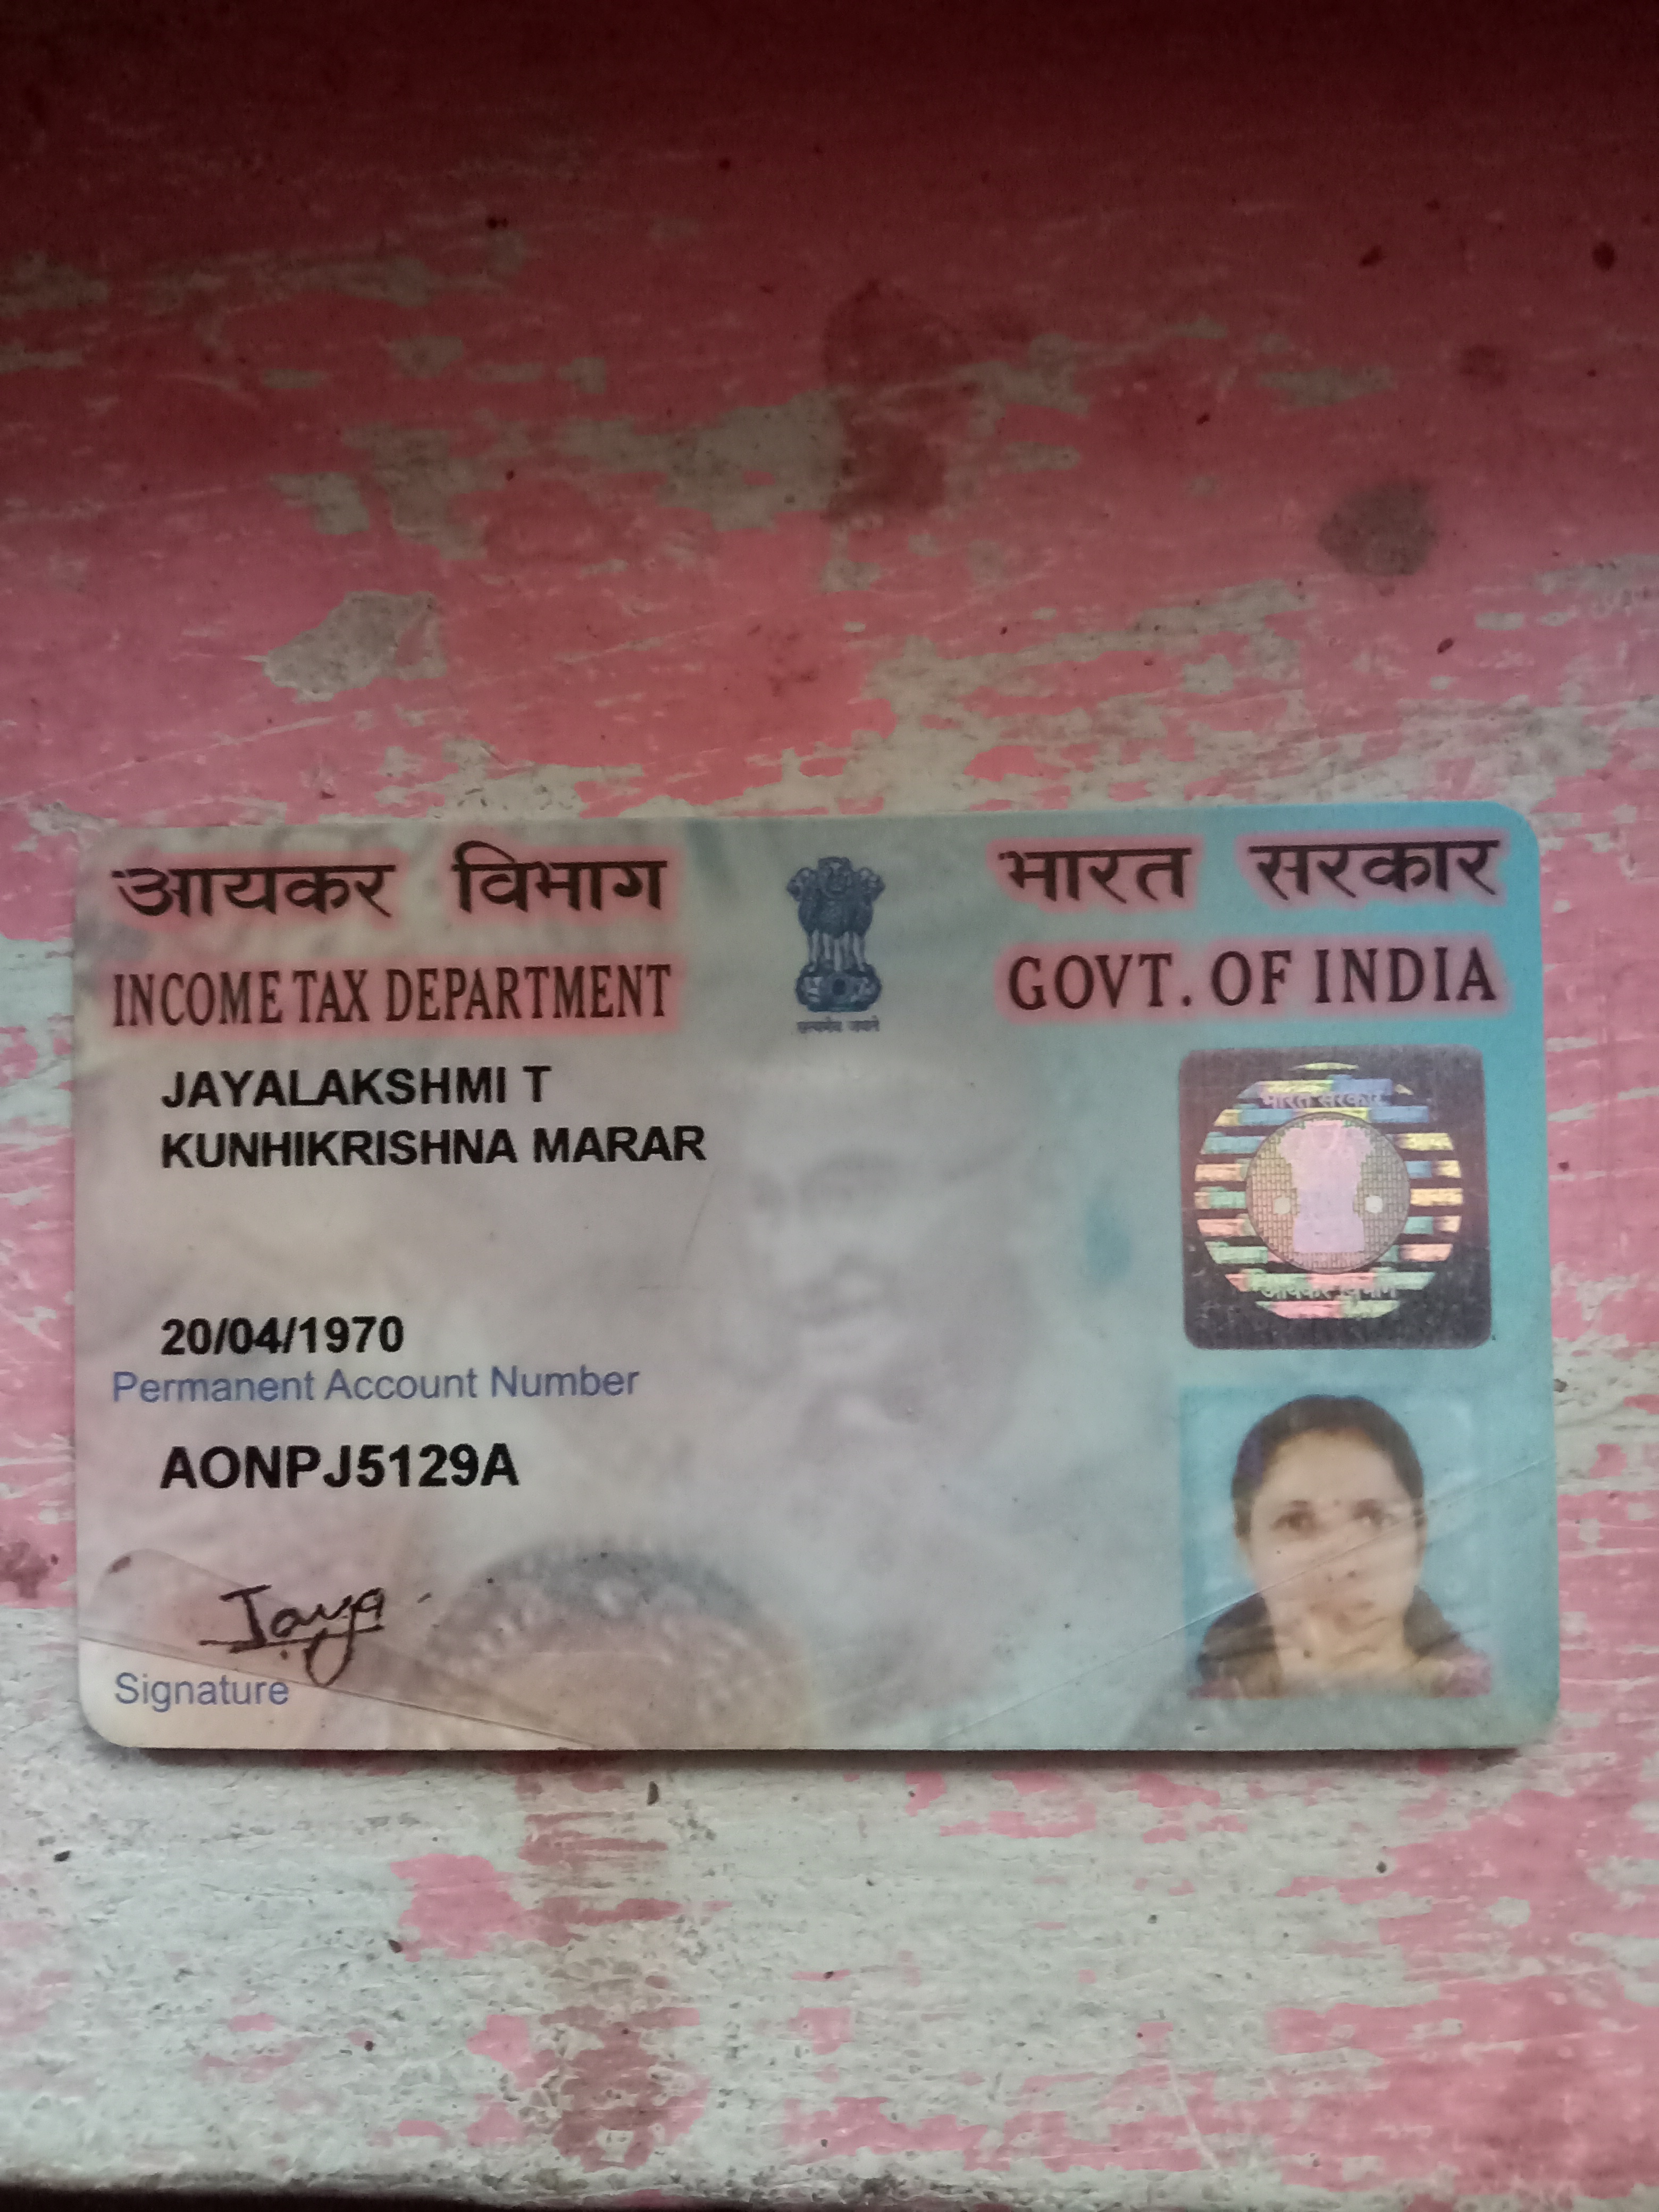 आयकर विभाग
INCOME TAX DEPARTMENT
भारत सरकार
GOVT. OF INDIA
सत्यमेव जयते
JAYALAKSHMI T
KUNHIKRISHNA MARAR
भारत सरकार
आयकर विभाग
20/04/1970
Permanent Account Number
AONPJ5129A
Jaya
Signature